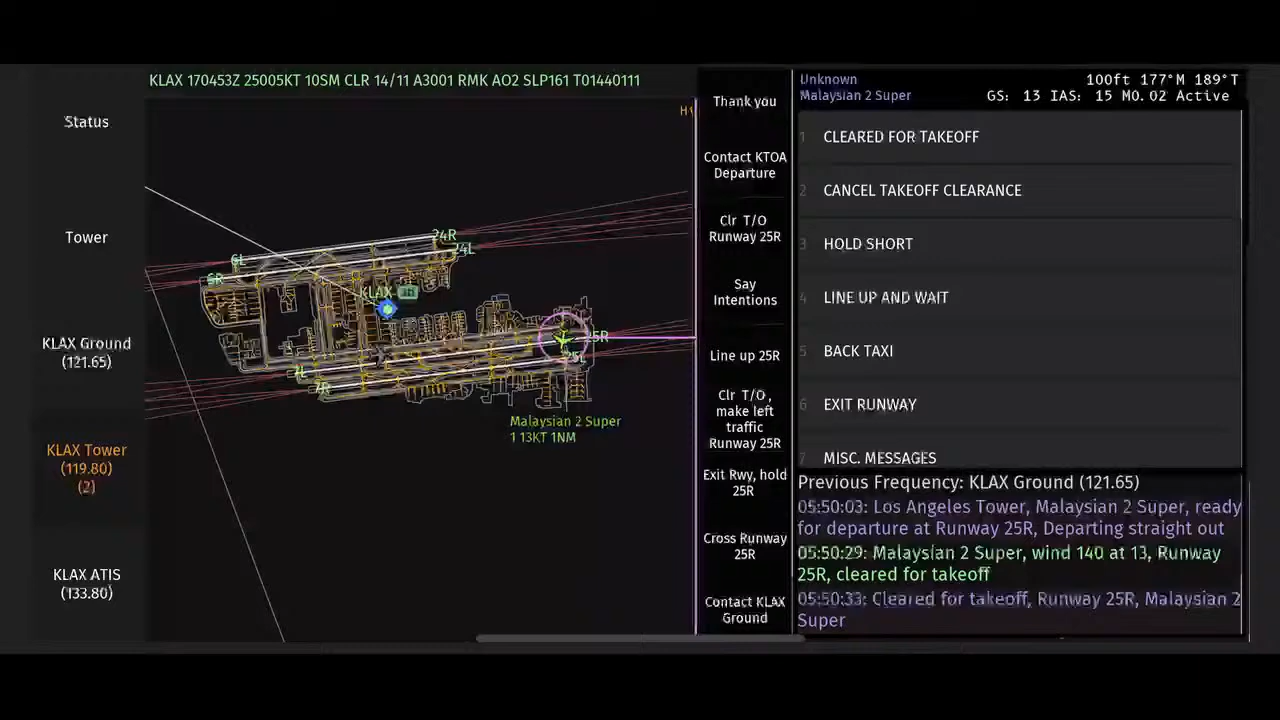 KLAX 170453Z 25005KT 10SM CLR 14/11 A3001 RMK AO2 SLP161 T01440111
Status
Tower
KLAX Ground
(121.65)
KLAX Tower
(119.80)
(2)
KLAX ATIS
(133.80)
24R
24L
6L
6R
KLAX
25R
25L
7L
7R
Malaysian 2 Super
1 13KT 1NM
Thank you
Contact KTOA
Departure
Clr T/O
Runway 25R
Say
Intentions
Line up 25R
Clr T/O,
make left
traffic
Runway 25R
Exit Rwy, hold
25R
Cross Runway
25R
Contact KLAX
Ground
Unknown
Malaysian 2 Super
100ft 177°M 189°T
GS: 13 IAS: 15 M0.02 Active
1 CLEARED FOR TAKEOFF
2 CANCEL TAKEOFF CLEARANCE
3 HOLD SHORT
4 LINE UP AND WAIT
5 BACK TAXI
6 EXIT RUNWAY
7 MISC. MESSAGES
Previous Frequency: KLAX Ground (121.65)
05:50:03: Los Angeles Tower, Malaysian 2 Super, ready
for departure at Runway 25R, Departing straight out
05:50:29: Malaysian 2 Super, wind 140 at 13, Runway
25R, cleared for takeoff
05:50:33: Cleared for takeoff, Runway 25R, Malaysian 2
Super